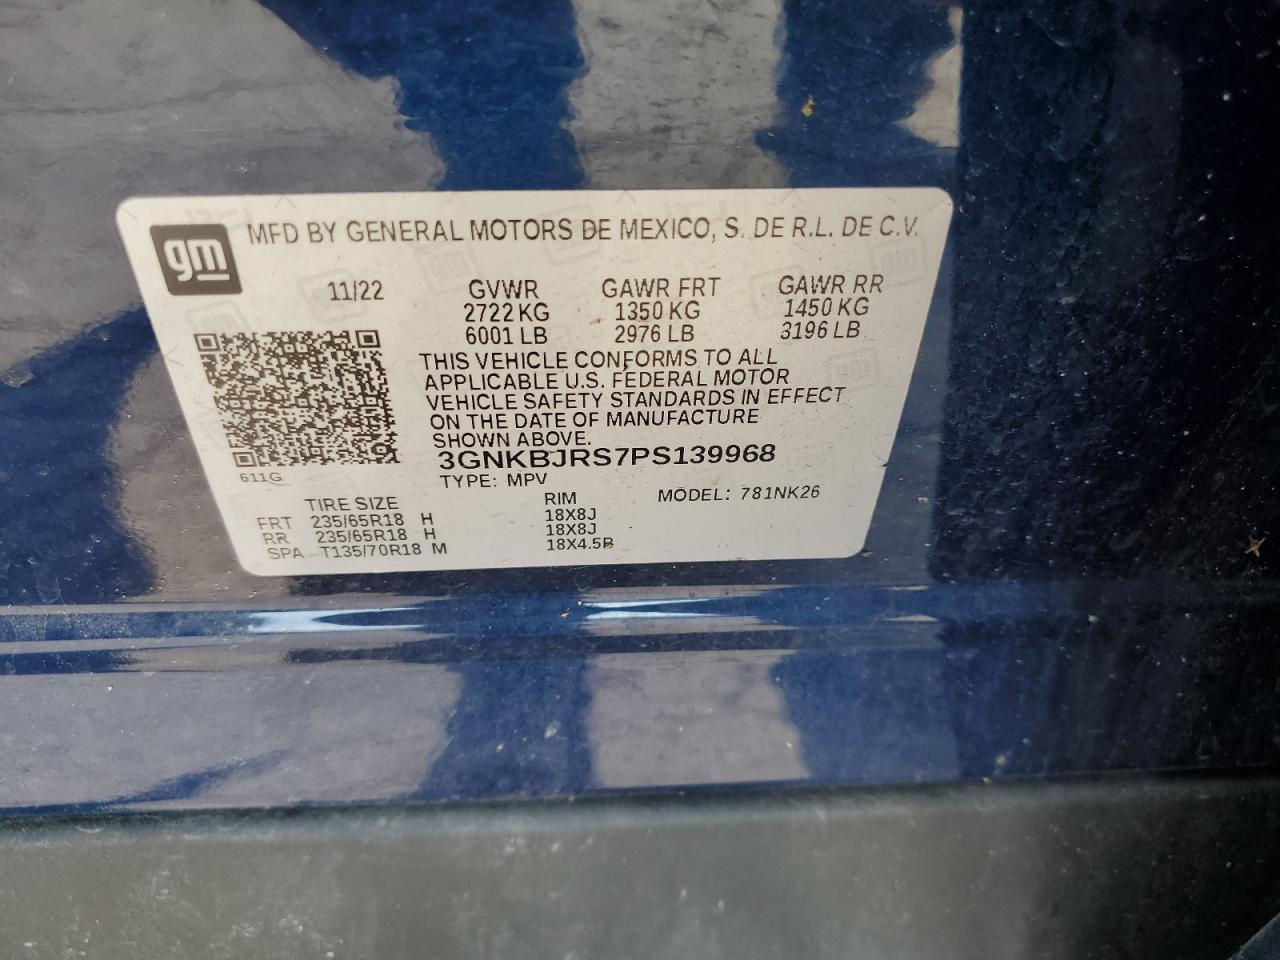 gm
MFD BY GENERAL MOTORS DE MEXICO, S. DE R.L. DE C.V.
11/22 GVWR GAWR FRT GAWR RR
2722 KG 1350 KG 1450 KG
6001 LB 2976 LB 3196 LB
THIS VEHICLE CONFORMS TO ALL
APPLICABLE U.S. FEDERAL MOTOR
VEHICLE SAFETY STANDARDS IN EFFECT
ON THE DATE OF MANUFACTURE
SHOWN ABOVE.
3GNKBJRS7PS139968
611G
TYPE: MPV
TIRE SIZE RIM MODEL: 781NK26
FRT 235/65R18 H 18X8J
RR 235/65R18 H 18X8J
SPA T135/70R18 M 18X4.5B